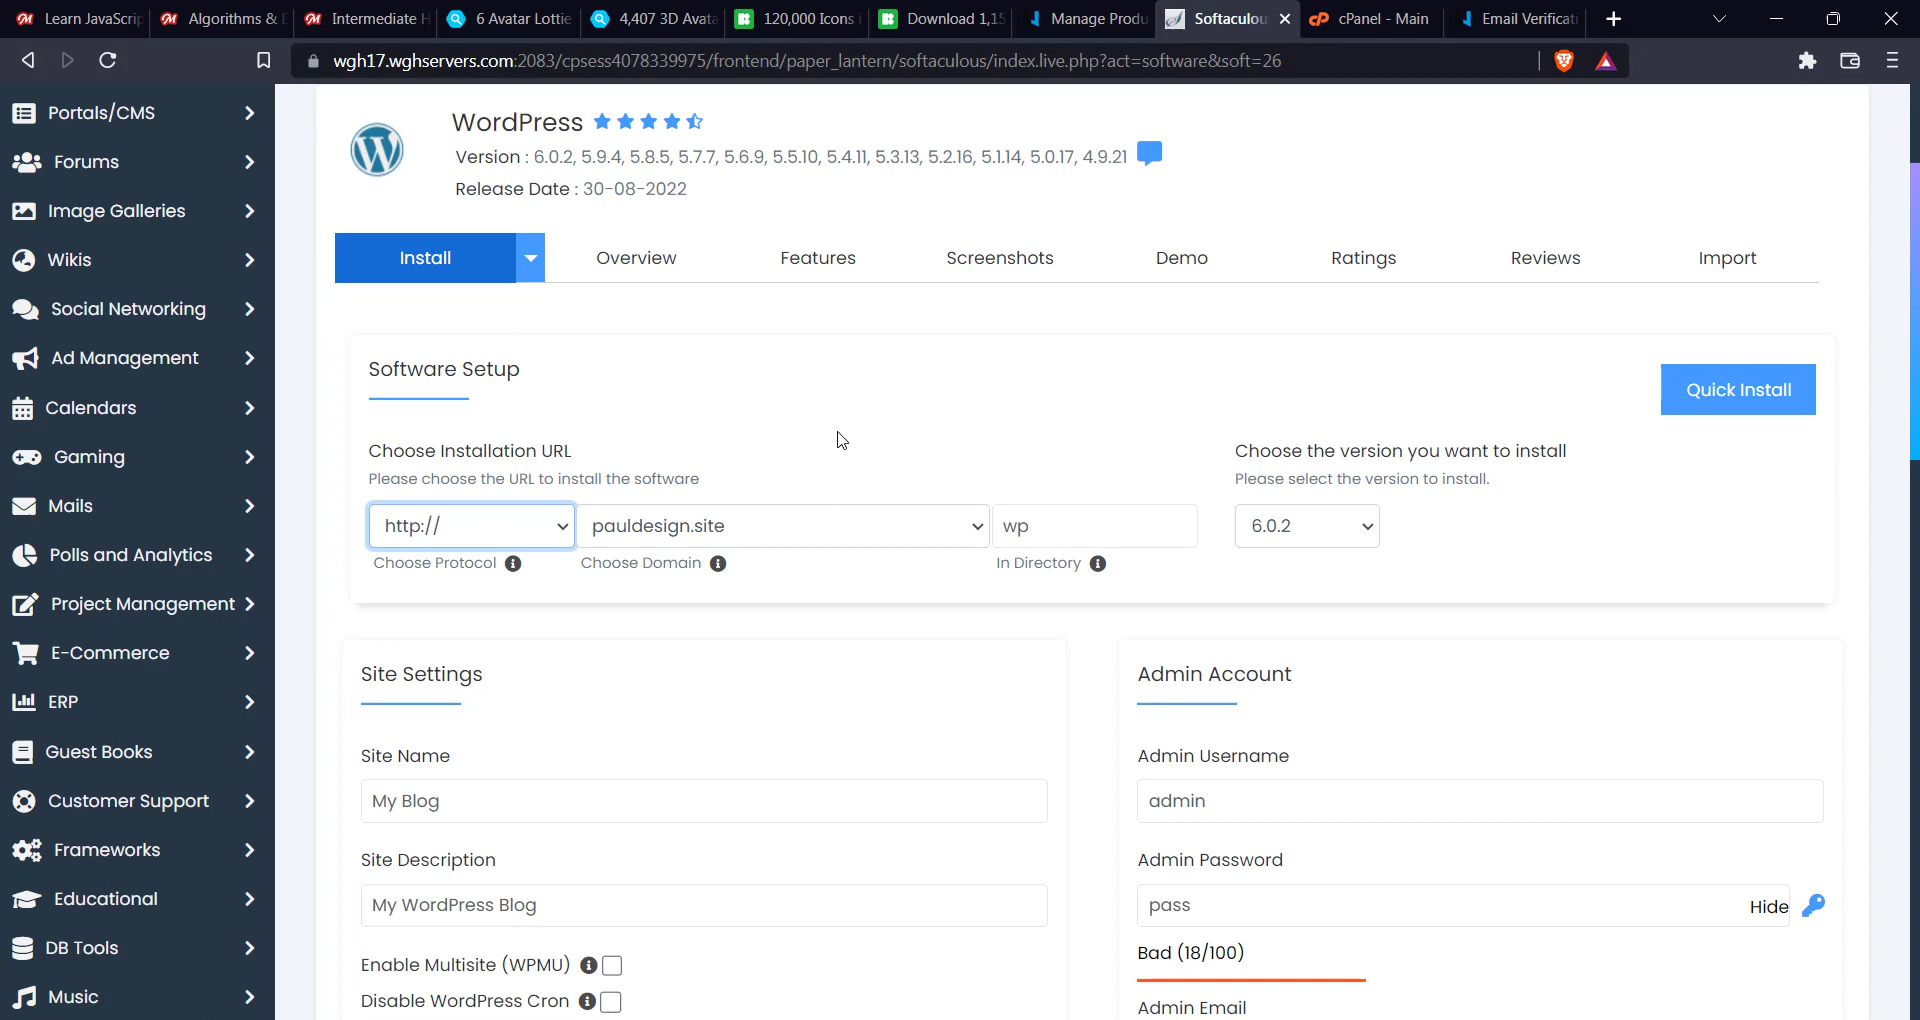 Learn JavaScrip
Algorithms & D
Intermediate H
6 Avatar Lottie
4,407 3D Avata
120,000 Icons
Download 1,15
Manage Produ
Softaculou
cPanel - Main
Email Verificati
wgh17.wghservers.com:2083/cpsess4078339975/frontend/paper_lantern/softaculous/index.live.php?act=software&soft=26
Portals/CMS
Forums
Image Galleries
Wikis
Social Networking
Ad Management
Calendars
Gaming
Mails
Polls and Analytics
Project Management
E-Commerce
ERP
Guest Books
Customer Support
Frameworks
Educational
DB Tools
Music
WordPress
Version : 6.0.2, 5.9.4, 5.8.5, 5.7.7, 5.6.9, 5.5.10, 5.4.11, 5.3.13, 5.2.16, 5.1.14, 5.0.17, 4.9.21
Release Date : 30-08-2022
Install
Overview
Features
Screenshots
Demo
Ratings
Reviews
Import
Software Setup
Quick Install
Choose Installation URL
Please choose the URL to install the software
http://
pauldesign.site
wp
Choose Protocol
Choose Domain
In Directory
Choose the version you want to install
Please select the version to install.
6.0.2
Site Settings
Site Name
My Blog
Site Description
My WordPress Blog
Enable Multisite (WPMU)
Disable WordPress Cron
Admin Account
Admin Username
admin
Admin Password
pass
Hide
Bad (18/100)
Admin Email